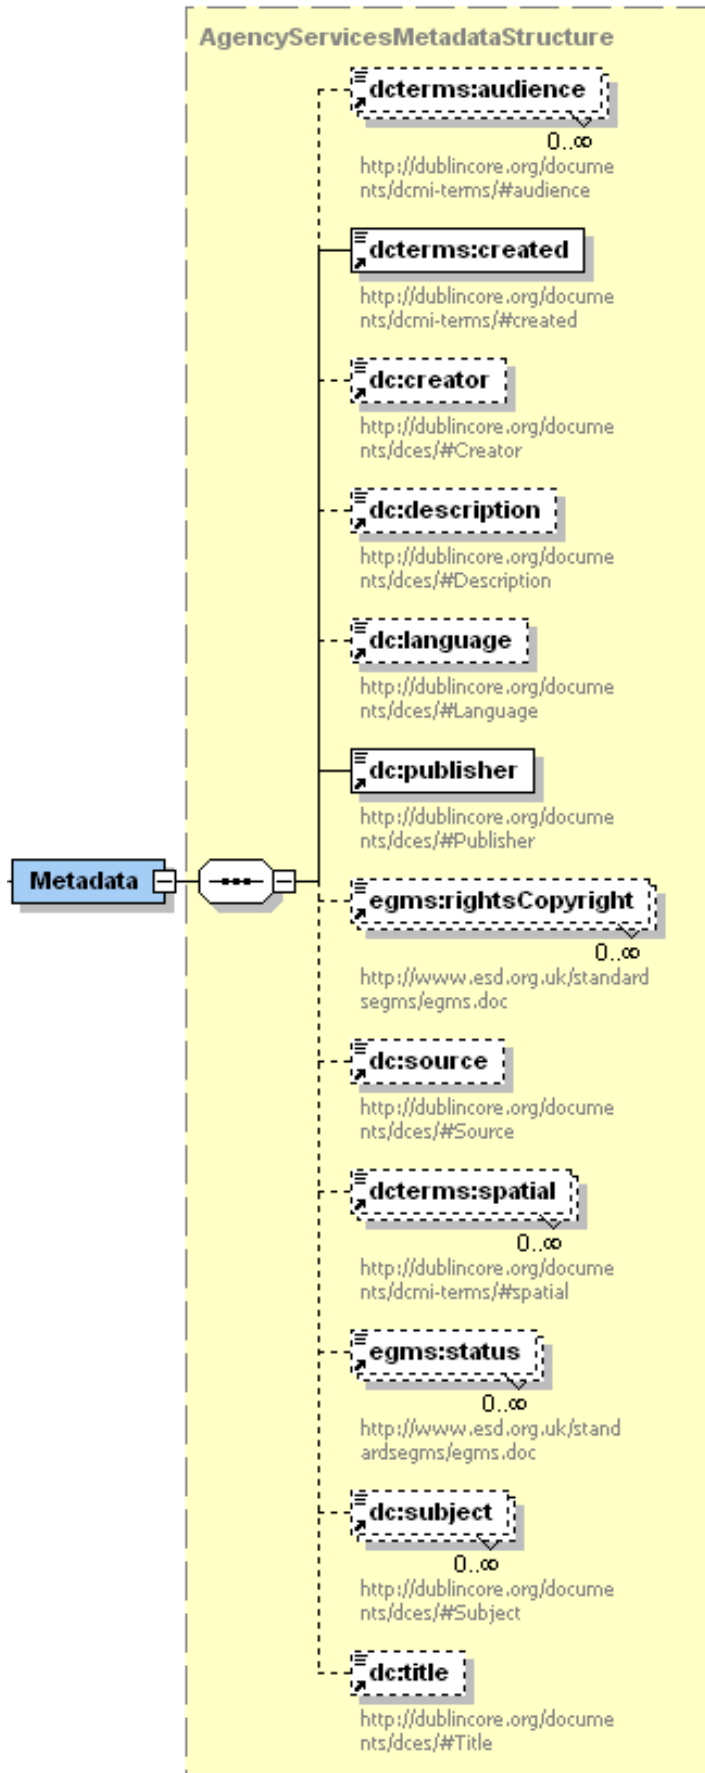 AgencyServicesMetadataStructure
dcterms:audience
0..∞
http://dublincore.org/docume
nts/dcmi-terms/#audience
dcterms:created
http://dublincore.org/docume
nts/dcmi-terms/#created
dc:creator
http://dublincore.org/docume
nts/dces/#Creator
dc:description
http://dublincore.org/docume
nts/dces/#Description
dc:language
http://dublincore.org/docume
nts/dces/#Language
dc:publisher
http://dublincore.org/docume
nts/dces/#Publisher
Metadata
egms:rightsCopyright
0..∞
http://www.esd.org.uk/standard
segms/egms.doc
dc:source
http://dublincore.org/docume
nts/dces/#Source
dcterms:spatial
0..∞
http://dublincore.org/docume
nts/dcmi-terms/#spatial
egms:status
0..∞
http://www.esd.org.uk/stand
ardsegms/egms.doc
dc:subject
0..∞
http://dublincore.org/docume
nts/dces/#Subject
dc:title
http://dublincore.org/docume
nts/dces/#Title